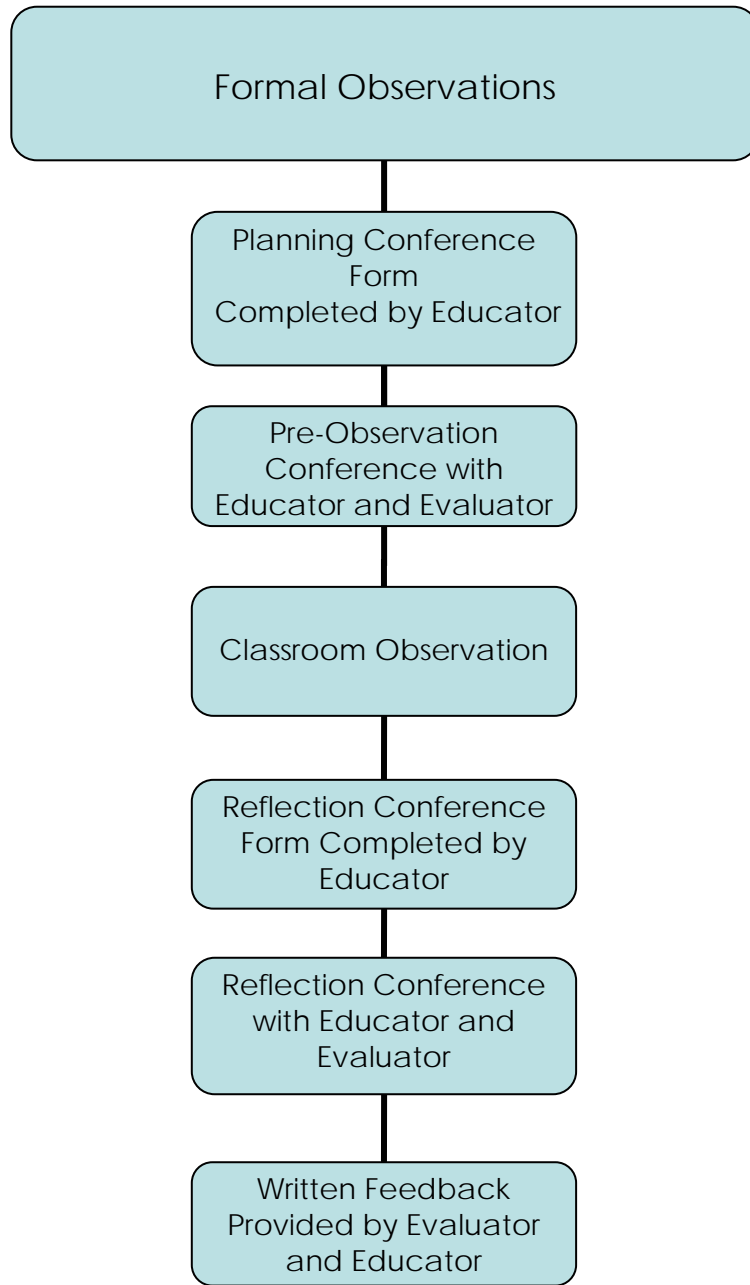 Formal Observations
Planning Conference
Form
Completed by Educator
Pre-Observation
Conference with
Educator and Evaluator
Classroom Observation
Reflection Conference
Form Completed by
Educator
Reflection Conference
with Educator and
Evaluator
Written Feedback
Provided by Evaluator
and Educator